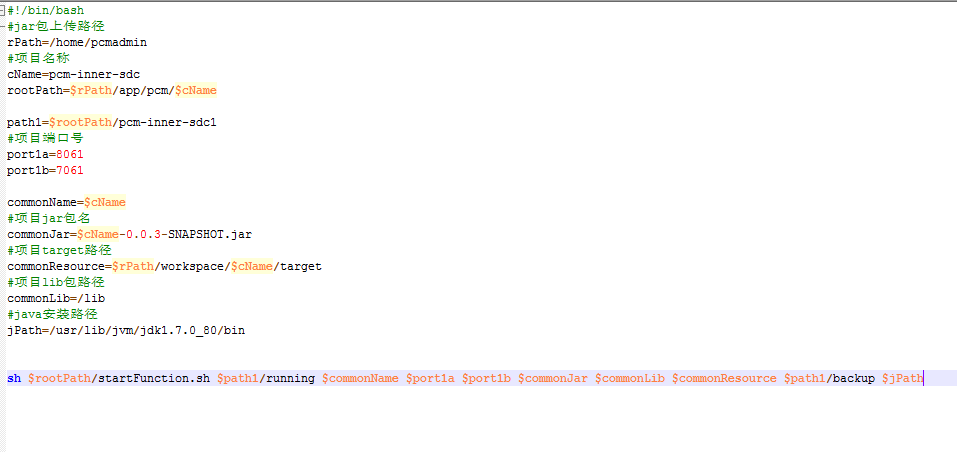 #!/bin/bash
#jar包上传路径
rPath=/home/pcmadmin
#项目名称
cName=pcm-inner-sdc
rootPath=$rPath/app/pcm/$cName
path1=$rootPath/pcm-inner-sdc1
#项目端口号
port1a=8061
port1b=7061
commonName=$cName
#项目jar包名
commonJar=$cName-0.0.3-SNAPSHOT.jar
#项目target路径
commonResource=$rPath/workspace/$cName/target
#项目lib包路径
commonLib=/lib
#java安装路径
jPath=/usr/lib/jvm/jdk1.7.0_80/bin
sh $rootPath/startFunction.sh $path1/running $commonName $port1a $port1b $commonJar $commonLib $commonResource $path1/backup $jPath